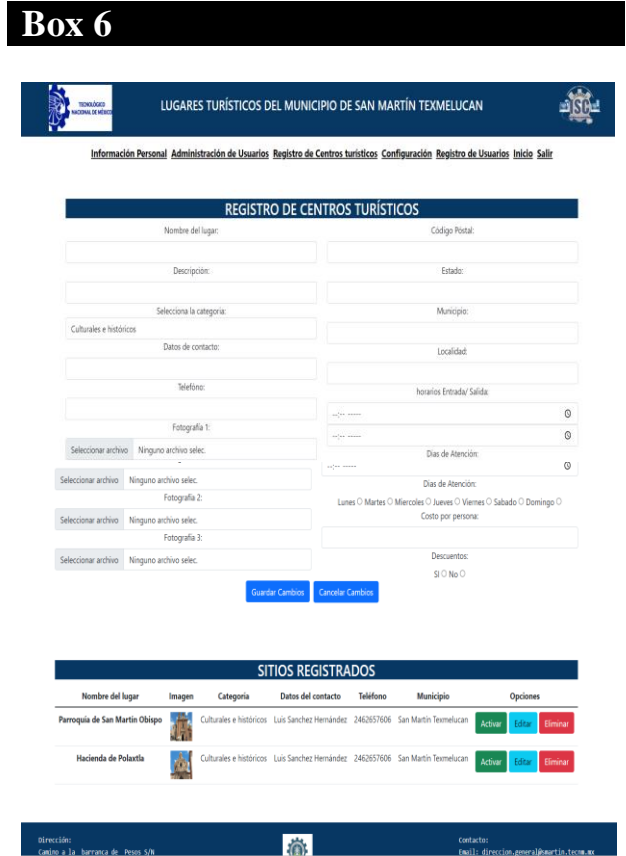 Box 6
TECNOLÓGICO
NACIONAL DE MÉXICO
LUGARES TURÍSTICOS DEL MUNICIPIO DE SAN MARTÍN TEXMELUCAN
SC
Información Personal Administración de Usuarios Registro de Centros turísticos Configuración Registro de Usuarios Inicio Salir
REGISTRO DE CENTROS TURÍSTICOS
Nombre del lugar:
Código Postal:
Descripción:
Estado:
Selecciona la categoria:
Municipio:
Culturales e históricos
Datos de contacto:
Localidad:
Teléfono:
horarios Entrada/ Salida:
--:-- -----
Fotografía 1:
--:-- -----
Seleccionar archivo Ninguno archivo selec.
Dias de Atención:
--:-- -----
Seleccionar archivo Ninguno archivo selec.
Dias de Atención:
Fotografía 2:
Lunes Martes Miercoles Jueves Viernes Sabado Domingo
Seleccionar archivo Ninguno archivo selec.
Costo por persona:
Fotografía 3:
Seleccionar archivo Ninguno archivo selec.
Descuentos:
SI No
Guardar Cambios Cancelar Cambios
SITIOS REGISTRADOS
Nombre del lugar Imagen Categoria Datos del contacto Teléfono Municipio Opciones
Parroquia de San Martín Obispo Culturales e históricos Luis Sanchez Hernández 2462657606 San Martín Texmelucan Activar Editar Eliminar
Hacienda de Polaxtla Culturales e históricos Luis Sanchez Hernández 2462657606 San Martín Texmelucan Activar Editar Eliminar
Dirección:
Camino a la barranca de Pesos S/N
Contacto:
Email: direccion.general@smartin.tecnm.mx